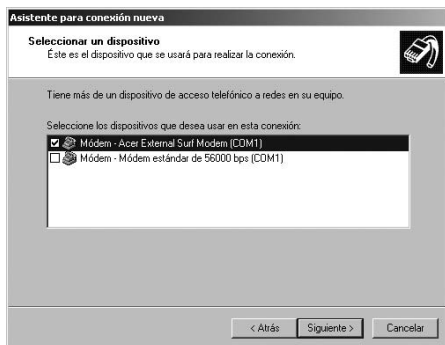 Asistente para conexión nueva
Seleccionar un dispositivo
Éste es el dispositivo que se usará para realizar la conexión.
Tiene más de un dispositivo de acceso telefónico a redes en su equipo.
Seleccione los dispositivos que desea usar en esta conexión:
Módem - Acer External Surf Modem (COM1)
Módem - Módem estándar de 56000 bps (COM1)
< Atrás Siguiente > Cancelar